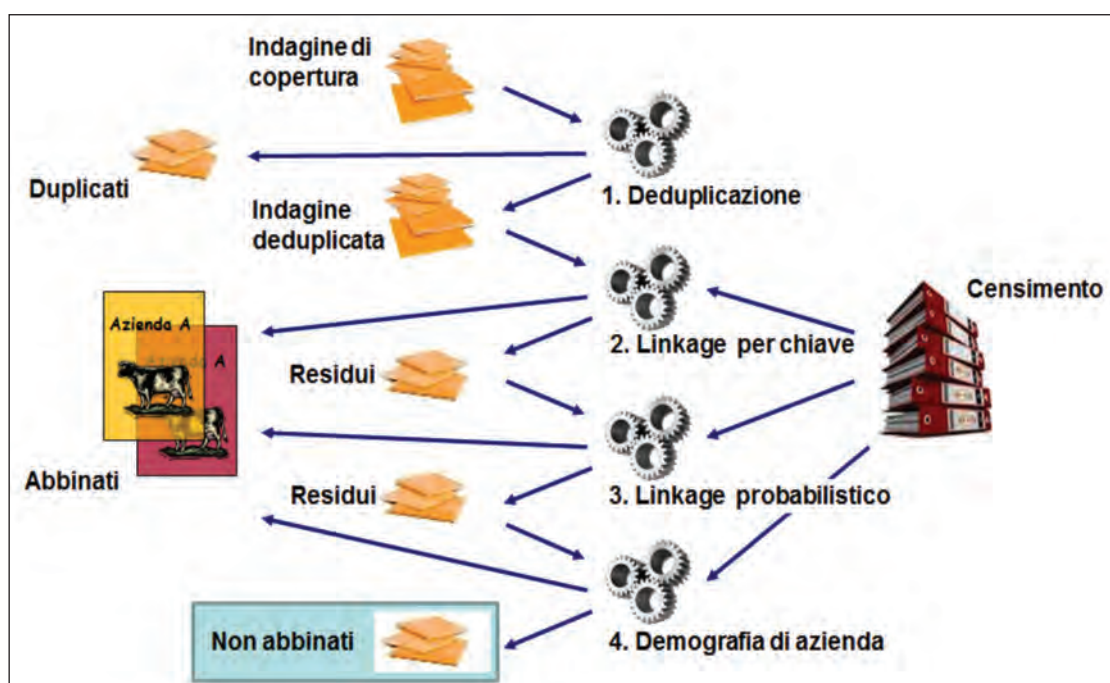 Indagine di
copertura
Duplicati
1. Deduplicazione
Indagine
deduplicata
Censimento
Azienda A
2. Linkage per chiave
Residui
Abbinati
Residui
3. Linkage probabilistico
Non abbinati
4. Demografia di azienda